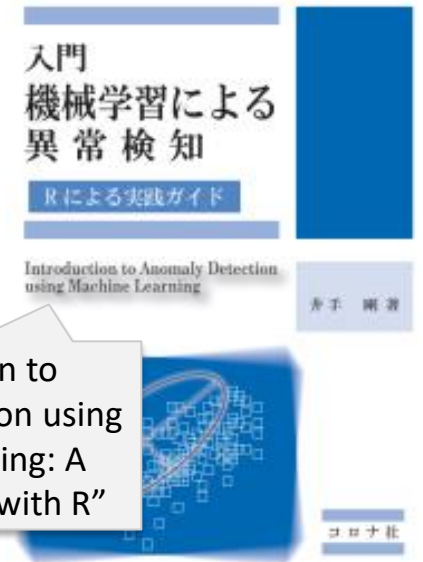 入門
機械学習による
異常検知
Rによる実践ガイド
Introduction to Anomaly Detection
using Machine Learning
井手 剛 著
n to
on using
ing: A
with R”
コロナ社